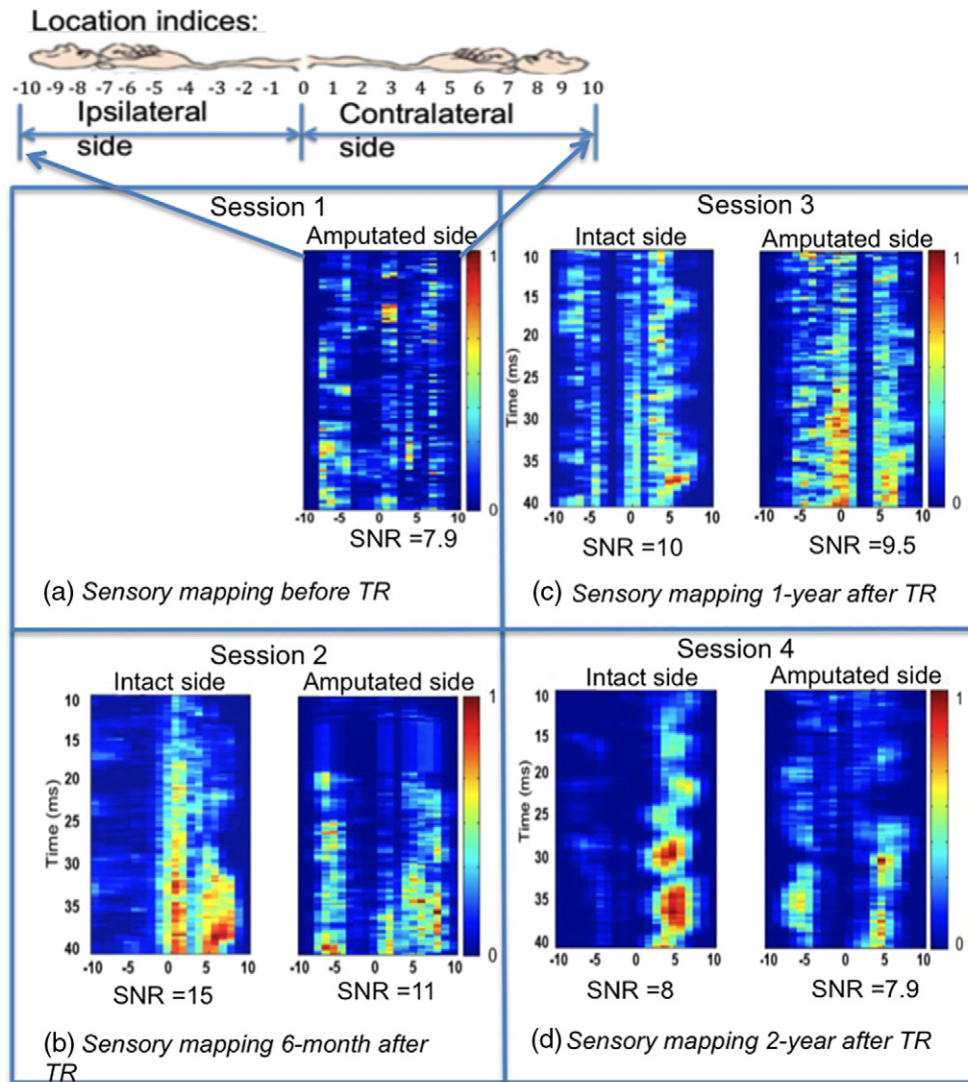 Location indices:
-10 -9 -8 -7 -6 -5 -4 -3 -2 -1 0 1 2 3 4 5 6 7 8 9 10
Ipsilateral side
Contralateral side
Session 1
Amputated side
1
0
-10 -5 0 5 10
SNR =7.9
(a) Sensory mapping before TR
Session 3
Intact side
Amputated side
Time (ms)
10
15
20
25
30
35
40
-10 -5 0 5 10
-10 -5 0 5 10
1
0
SNR =10
SNR =9.5
(c) Sensory mapping 1-year after TR
Session 2
Intact side
Amputated side
Time (ms)
10
15
20
25
30
35
40
-10 -5 0 5 10
-10 -5 0 5 10
1
0
SNR =15
SNR =11
(b) Sensory mapping 6-month after
TR
Session 4
Intact side
Amputated side
Time (ms)
10
15
20
25
30
35
40
-10 -5 0 5 10
-10 -5 0 5 10
1
0
SNR =8
SNR =7.9
(d) Sensory mapping 2-year after TR